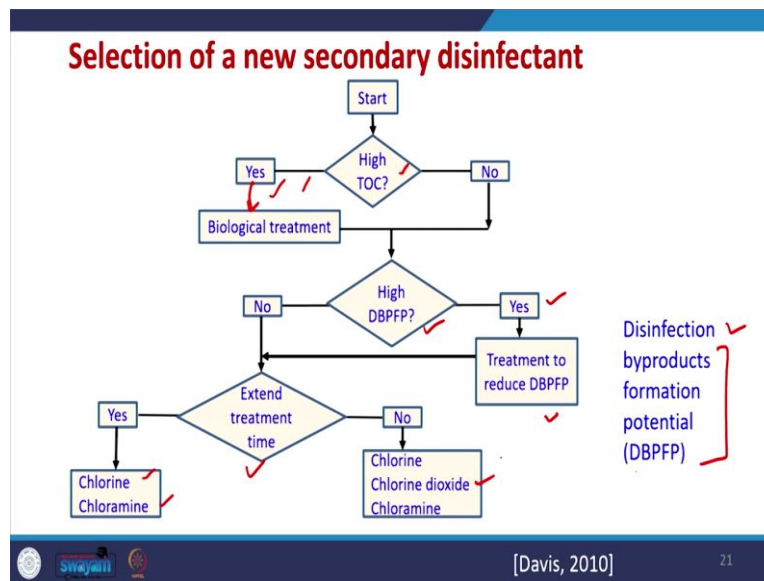 Selection of a new secondary disinfectant
Start
High
TOC?
Yes
No
Biological treatment
High
DBPFP?
No
Yes
Treatment to
reduce DBPFP
Disinfection
byproducts
formation
potential
(DBPFP)
Extend
treatment
time
Yes
No
Chlorine
Chloramine
Chlorine
Chlorine dioxide
Chloramine
swayam
[Davis, 2010]
21